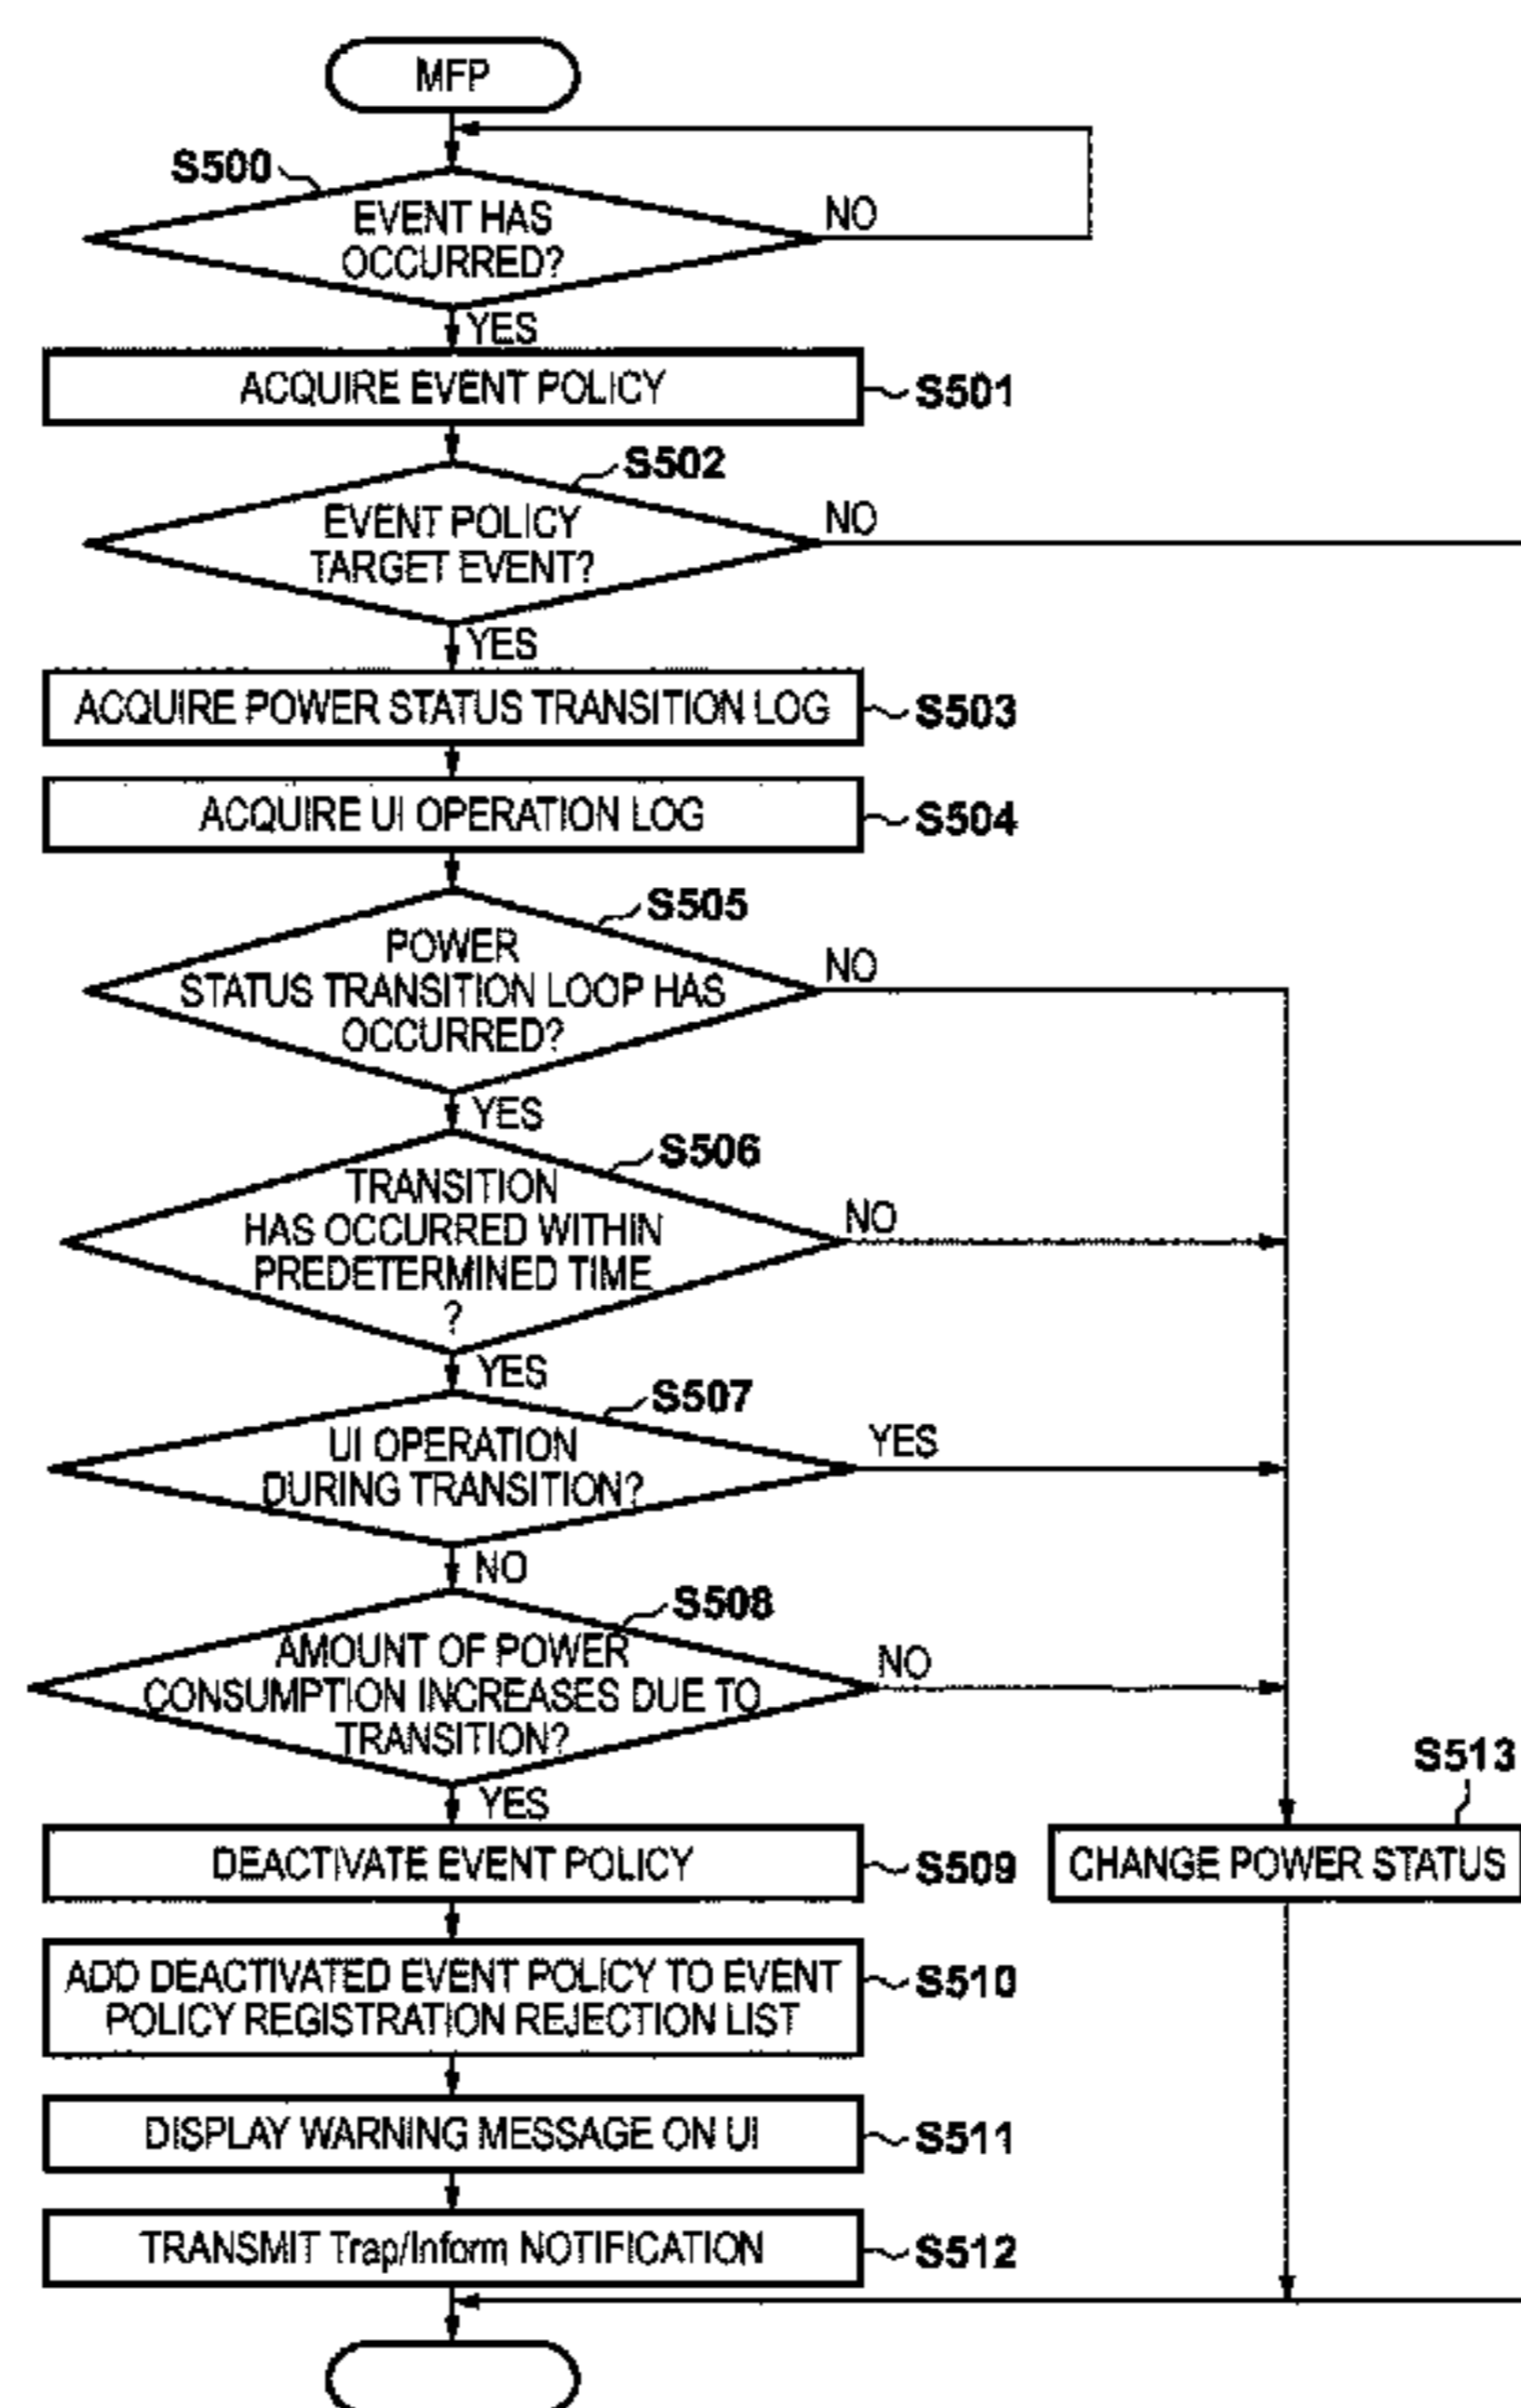 MFP
S500
EVENT HAS
OCCURRED?
NO
YES
ACQUIRE EVENT POLICY
S501
S502
EVENT POLICY
TARGET EVENT?
NO
YES
ACQUIRE POWER STATUS TRANSITION LOG
S503
ACQUIRE UI OPERATION LOG
S504
S505
POWER
STATUS TRANSITION LOOP HAS
OCCURRED?
NO
YES
S506
TRANSITION
HAS OCCURRED WITHIN
PREDETERMINED TIME
?
NO
YES
S507
UI OPERATION
DURING TRANSITION?
YES
NO
S508
AMOUNT OF POWER
CONSUMPTION INCREASES DUE TO
TRANSITION?
NO
YES
S513
DEACTIVATE EVENT POLICY
S509
CHANGE POWER STATUS
ADD DEACTIVATED EVENT POLICY TO EVENT
POLICY REGISTRATION REJECTION LIST
S510
DISPLAY WARNING MESSAGE ON UI
S511
TRANSMIT Trap/Inform NOTIFICATION
S512